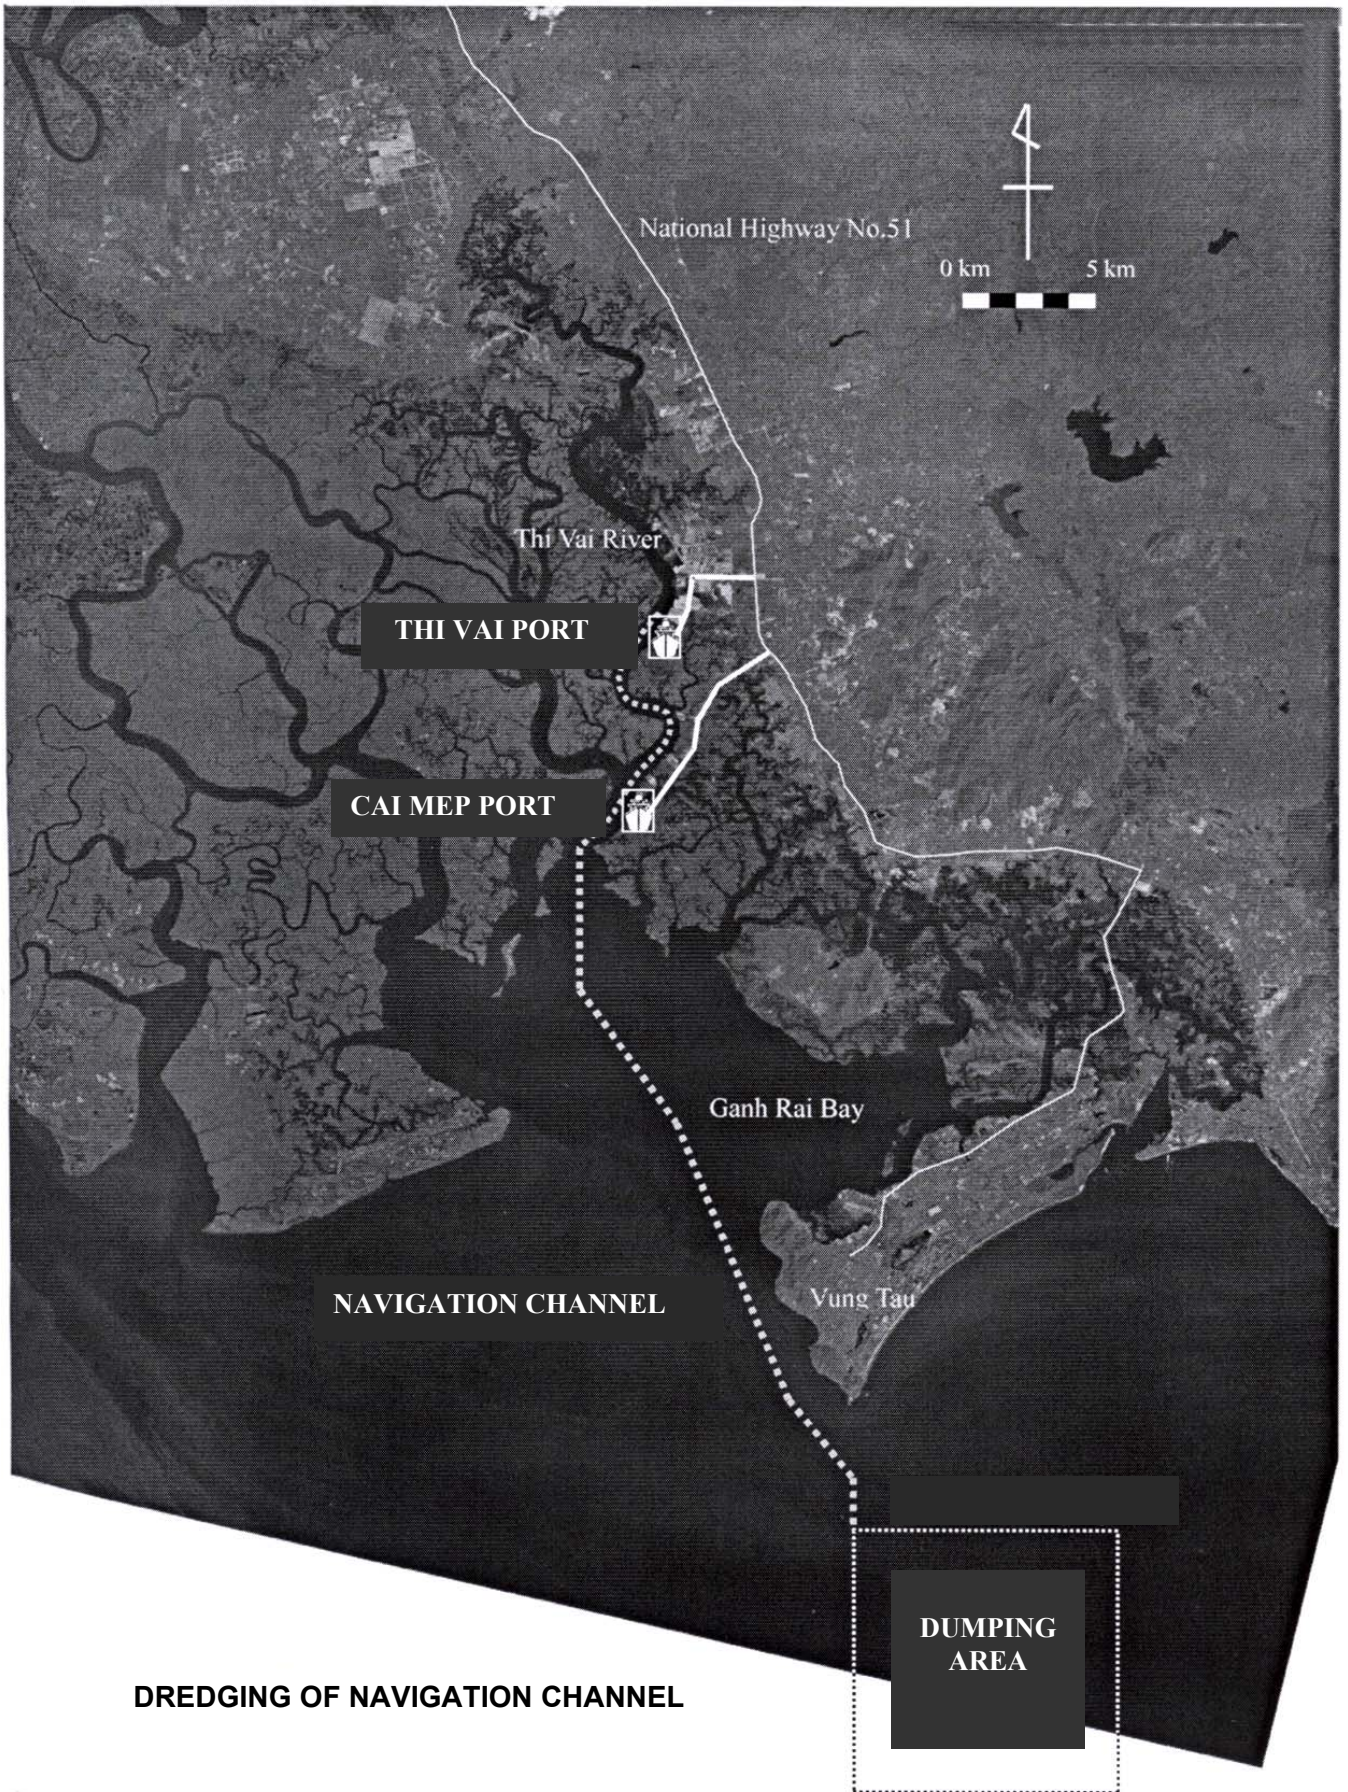 National Highway No.51
0 km 5 km
Thi Vai River
THI VAI PORT
CAI MEP PORT
Ganh Rai Bay
NAVIGATION CHANNEL
Vung Tau
DUMPING
AREA
DREDGING OF NAVIGATION CHANNEL